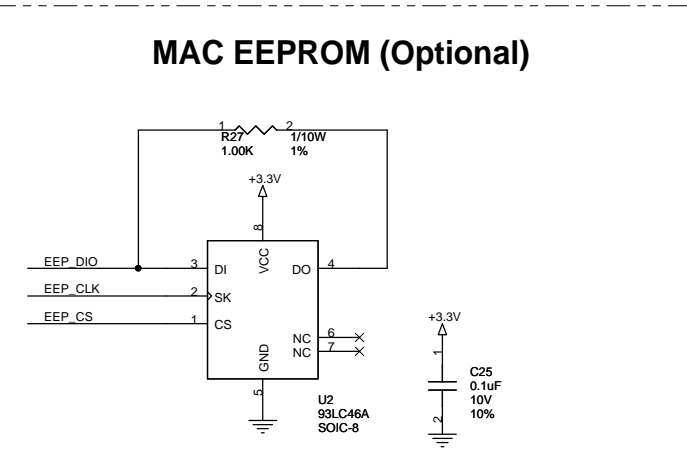 MAC EEPROM (Optional)
1 2
R27 1/10W
1.00K 1%
+3.3V
8
VCC
EEP_DIO 3 DI DO 4
EEP_CLK 2 SK
EEP_CS 1 CS
NC 6
NC 7
GND
5
U2
93LC46A
SOIC-8
+3.3V
1
C25
0.1uF
10V
10%
2